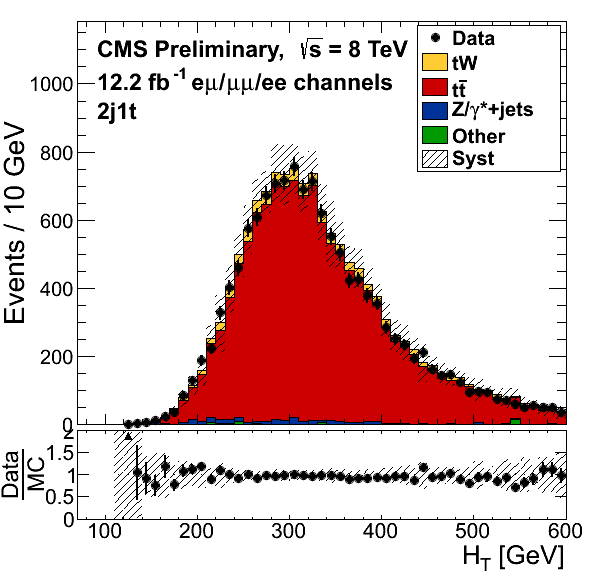 CMS Preliminary, √s = 8 TeV
12.2 fb⁻¹ eμ/μμ/ee channels
2j1t
Data
tW
tt̄
Z/γ*+jets
Other
Syst
Events / 10 GeV
1000
800
600
400
200
0
Data/MC
2
1.5
1
0.5
0
100 200 300 400 500 600
H_T [GeV]